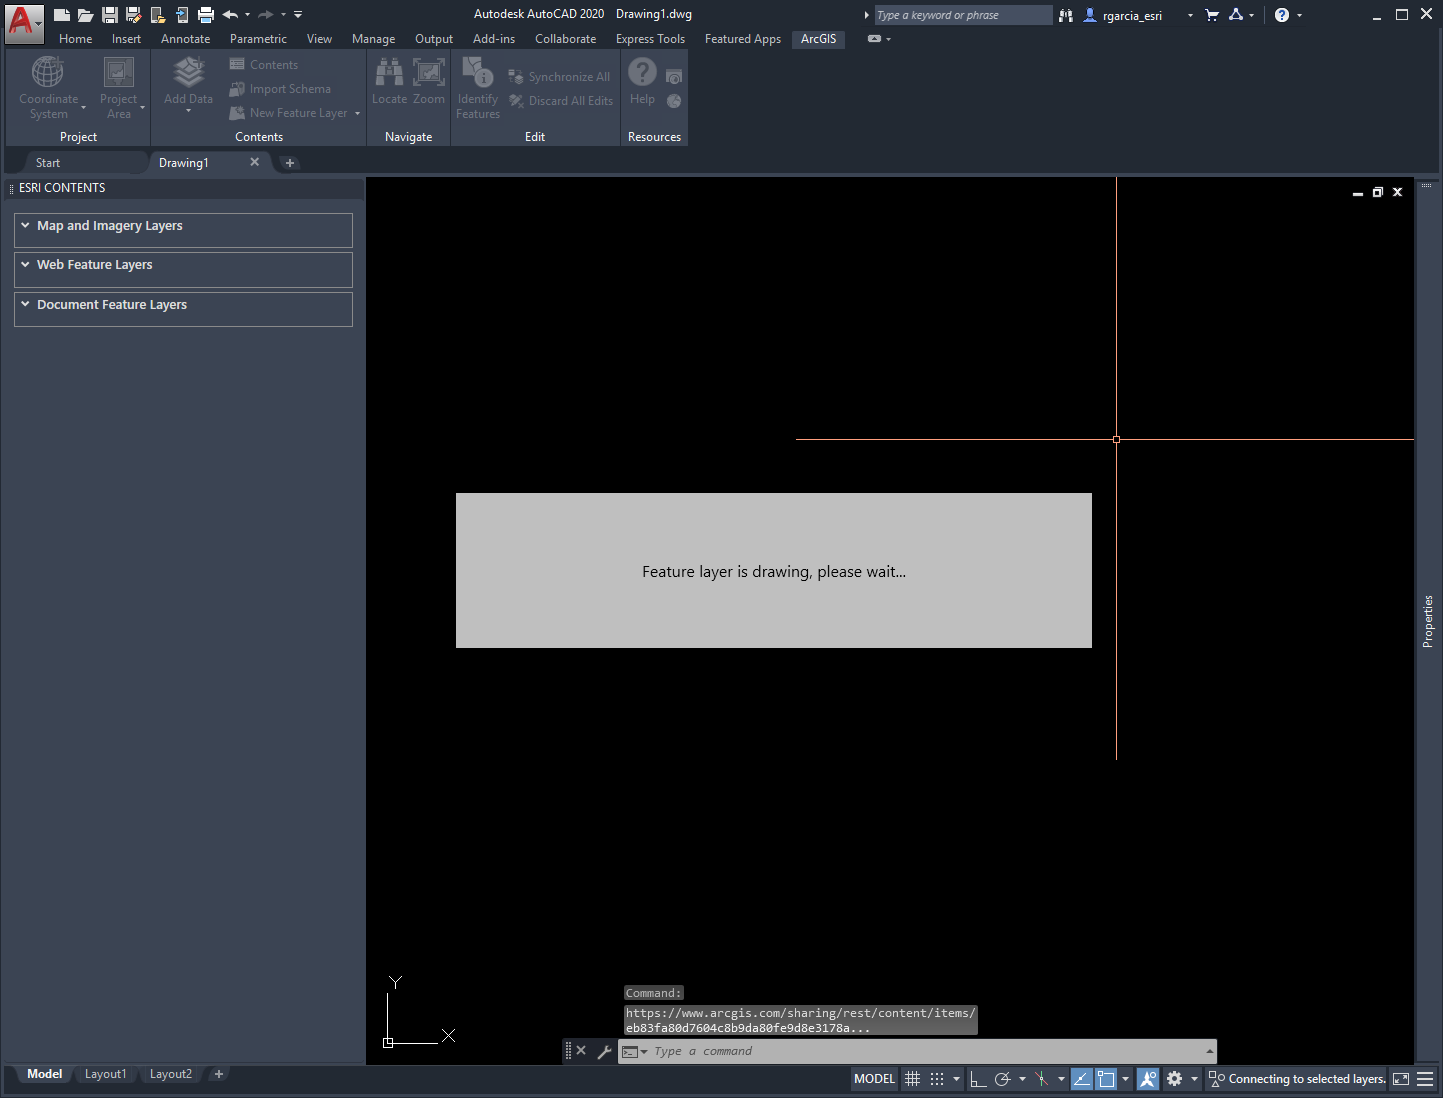 Autodesk AutoCAD 2020 Drawing1.dwg
Type a keyword or phrase
rgarcia_esri
Home Insert Annotate Parametric View Manage Output Add-ins Collaborate Express Tools Featured Apps ArcGIS
Coordinate
System
Project
Area
Project
Add Data
Contents
Import Schema
New Feature Layer
Contents
Locate Zoom
Navigate
Identify
Features
Synchronize All
Discard All Edits
Edit
Help
Resources
Start Drawing1
ESRI CONTENTS
Map and Imagery Layers
Web Feature Layers
Document Feature Layers
Feature layer is drawing, please wait...
Properties
Y
X
Command:
https://www.arcgis.com/sharing/rest/content/items/
eb83fa80d7604c8b9da80fe9d8e3178a...
Type a command
Model Layout1 Layout2
MODEL
Connecting to selected layers.